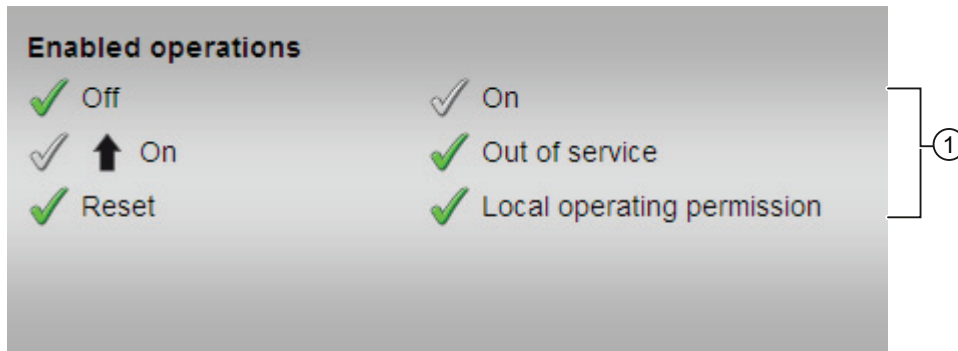 Enabled operations
Off On
On Out of service
Reset Local operating permission
1